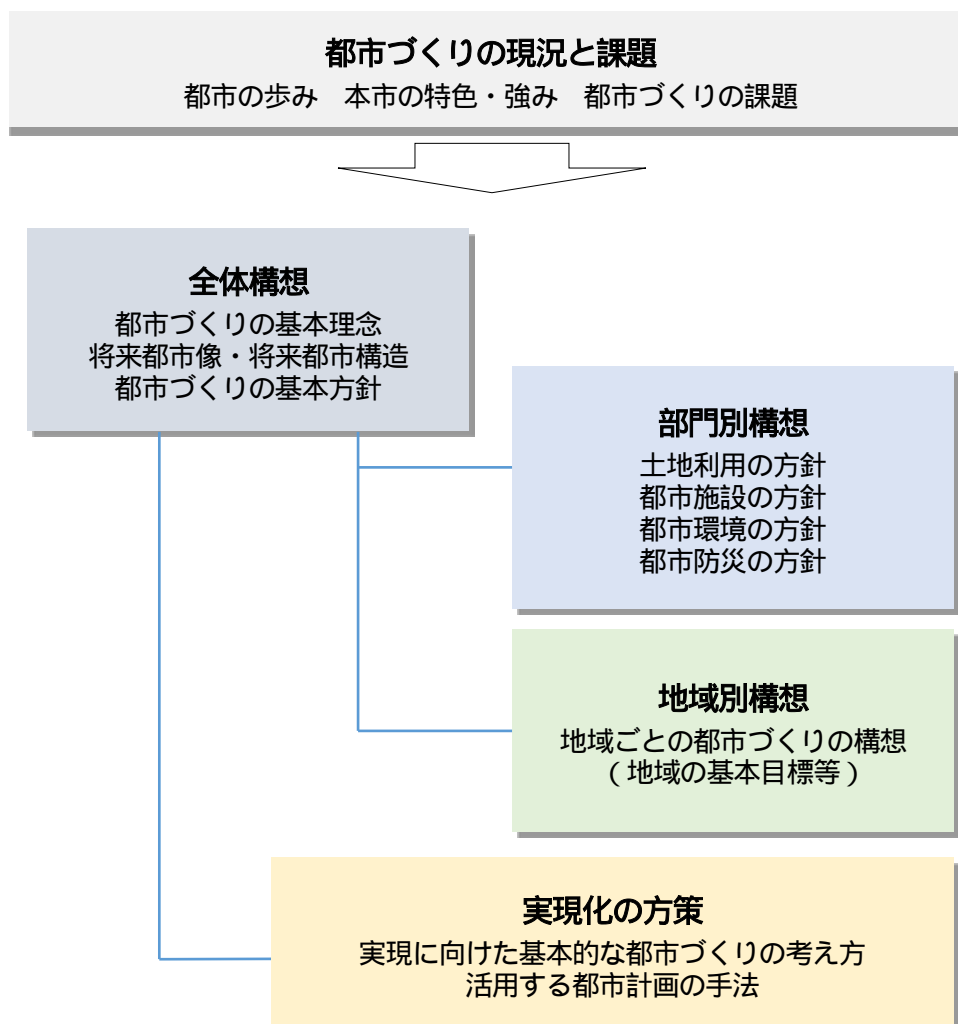 都市づくりの現況と課題
都市の歩み　本市の特色・強み　都市づくりの課題
全体構想
都市づくりの基本理念
将来都市像・将来都市構造
都市づくりの基本方針
部門別構想
土地利用の方針
都市施設の方針
都市環境の方針
都市防災の方針
地域別構想
地域ごとの都市づくりの構想
（地域の基本目標等）
実現化の方策
実現に向けた基本的な都市づくりの考え方
活用する都市計画の手法